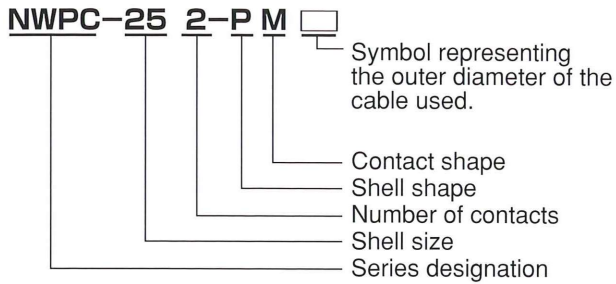 NWPC-25 2-P M □
Symbol representing
the outer diameter of the
cable used.
Contact shape
Shell shape
Number of contacts
Shell size
Series designation